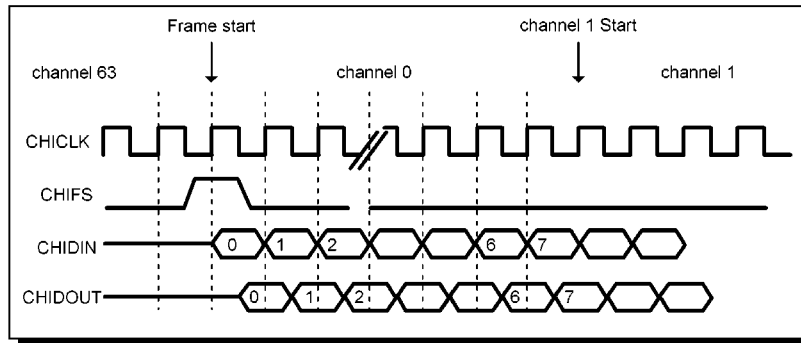 Frame start channel 1 Start
channel 63 channel 0 channel 1
CHICLK
CHIFS
CHIDIN 0 1 2 6 7
CHIDOUT 0 1 2 6 7